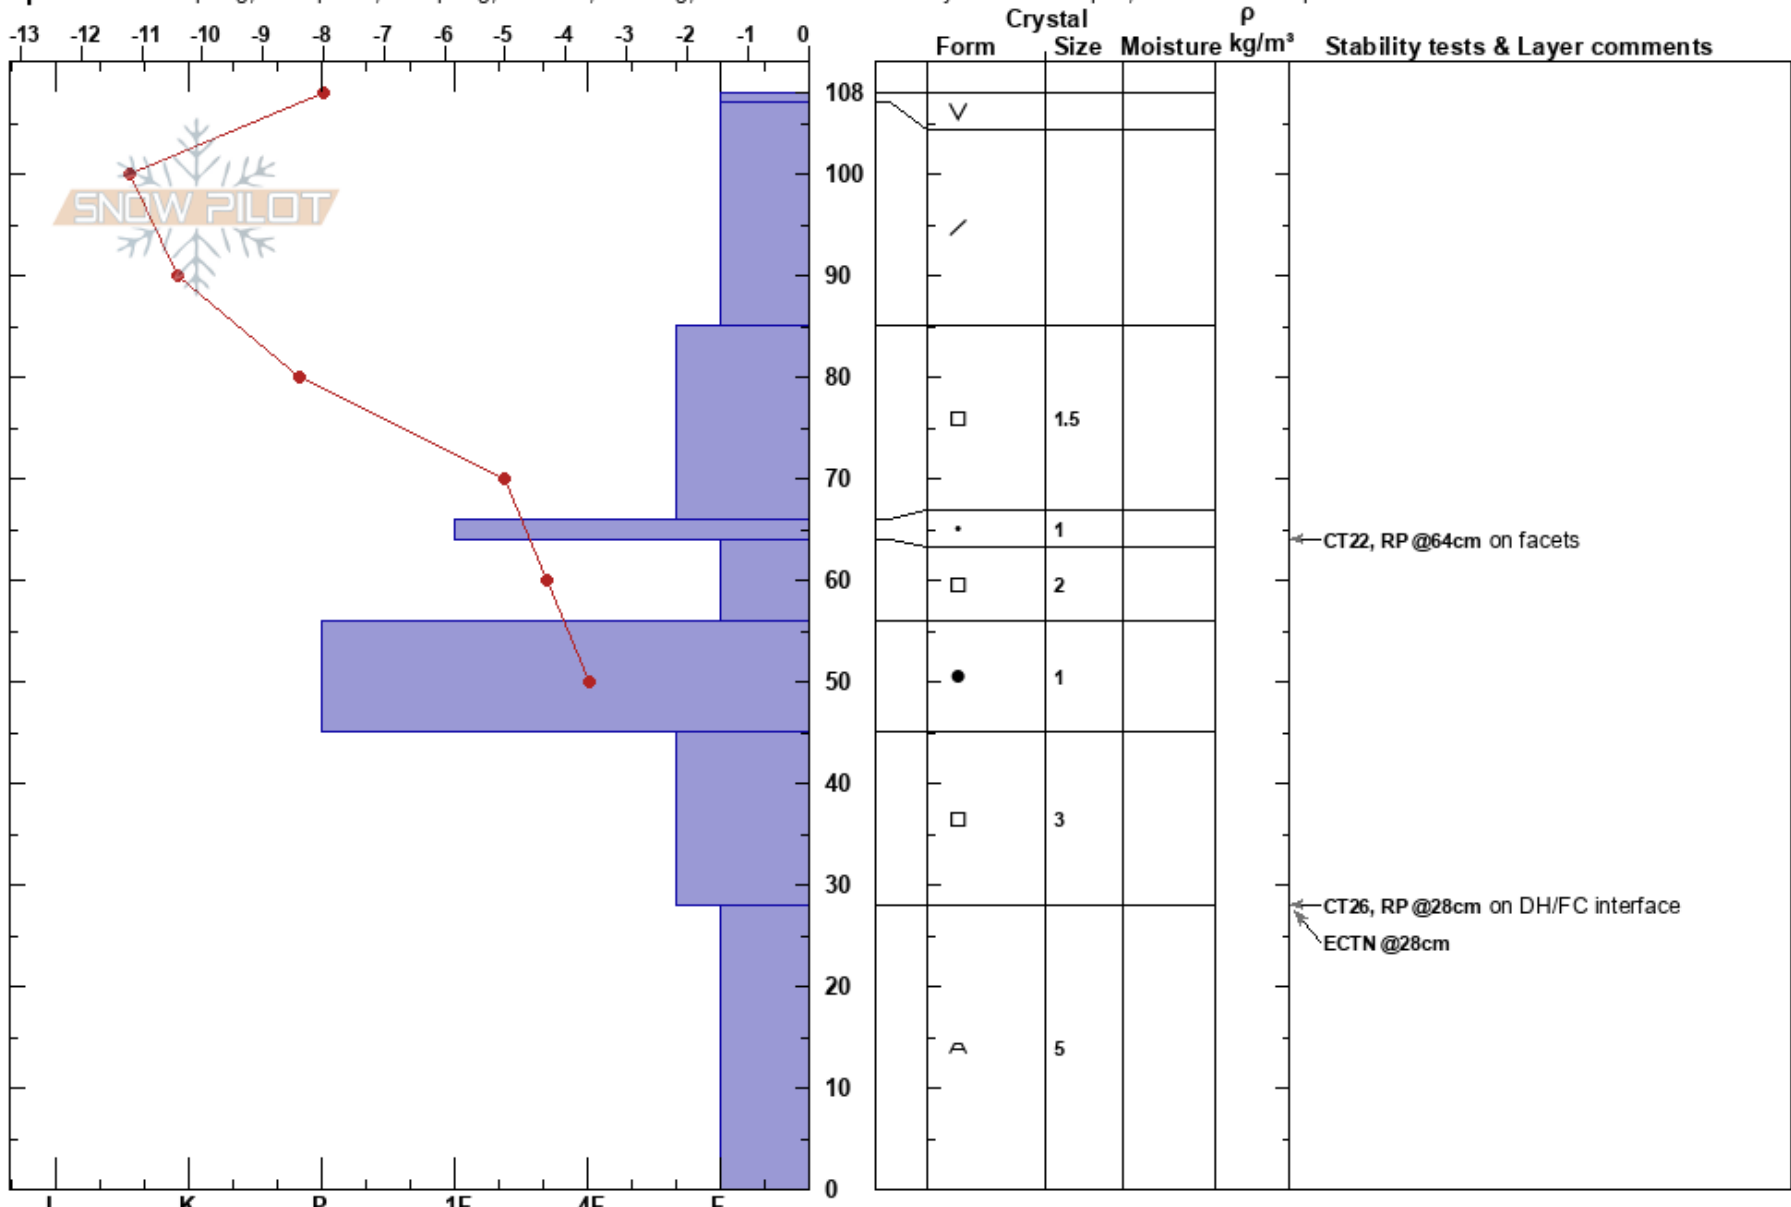 Crystal ρ
-13 -12 -11 -10 -9 -8 -7 -6 -5 -4 -3 -2 -1 0 Form Size Moisture kg/m³ Stability tests & Layer comments
108
100
SNOW PILOT
90
80
1.5
70
1
CT22, RP @64cm on facets
60 2
50 1
40
3
30
CT26, RP @28cm on DH/FC interface
ECTN @28cm
20
5
10
0
I K P 1F 4F F